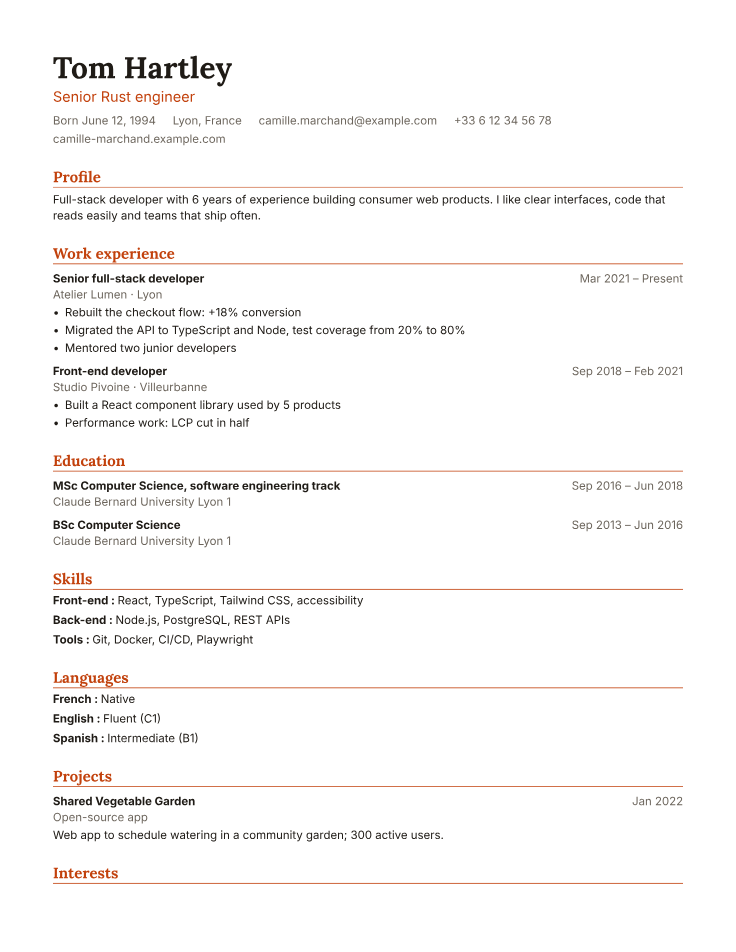 Tom Hartley
Senior Rust engineer
Born June 12, 1994 Lyon, France camille.marchand@example.com +33 6 12 34 56 78
camille-marchand.example.com
Profile
Full-stack developer with 6 years of experience building consumer web products. I like clear interfaces, code that
reads easily and teams that ship often.
Work experience
Senior full-stack developer Mar 2021 – Present
Atelier Lumen · Lyon
• Rebuilt the checkout flow: +18% conversion
• Migrated the API to TypeScript and Node, test coverage from 20% to 80%
• Mentored two junior developers
Front-end developer Sep 2018 – Feb 2021
Studio Pivoine · Villeurbanne
• Built a React component library used by 5 products
• Performance work: LCP cut in half
Education
MSc Computer Science, software engineering track Sep 2016 – Jun 2018
Claude Bernard University Lyon 1
BSc Computer Science Sep 2013 – Jun 2016
Claude Bernard University Lyon 1
Skills
Front-end : React, TypeScript, Tailwind CSS, accessibility
Back-end : Node.js, PostgreSQL, REST APIs
Tools : Git, Docker, CI/CD, Playwright
Languages
French : Native
English : Fluent (C1)
Spanish : Intermediate (B1)
Projects
Shared Vegetable Garden Jan 2022
Open-source app
Web app to schedule watering in a community garden; 300 active users.
Interests